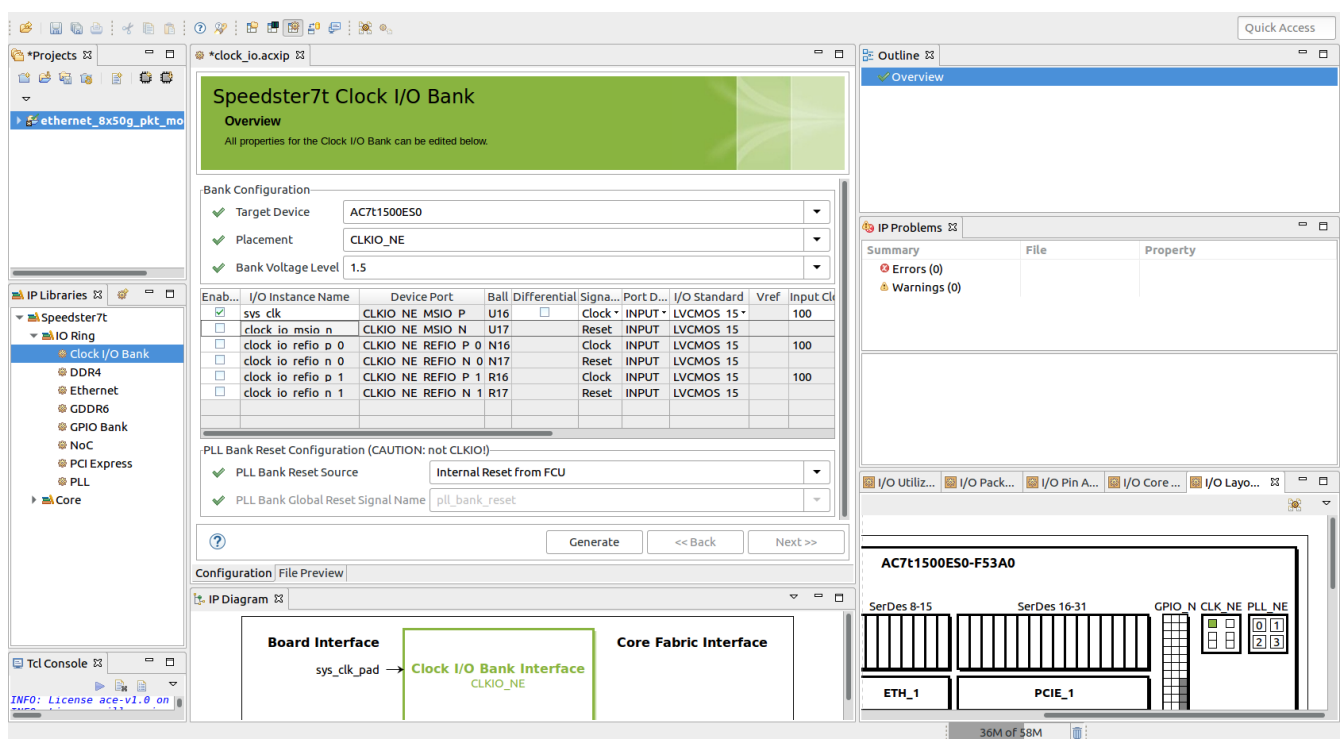 Quick Access
*Projects
ethernet_8x50g_pkt_mo
IP Libraries
Speedster7t
IO Ring
Clock I/O Bank
DDR4
Ethernet
GDDR6
GPIO Bank
NoC
PCI Express
PLL
Core
Tcl Console
INFO: License ace-v1.0 on
*clock_io.acxip
Speedster7t Clock I/O Bank
Overview
All properties for the Clock I/O Bank can be edited below.
Bank Configuration
Target Device AC7t1500ES0
Placement CLKIO_NE
Bank Voltage Level 1.5
Enab... I/O Instance Name Device Port Ball Differential Signa... Port D... I/O Standard Vref Input Clo
sys_clk CLKIO_NE_MSIO_P U16 Clock INPUT LVCMOS_15 100
clock_io_msio_n CLKIO_NE_MSIO_N U17 Reset INPUT LVCMOS_15
clock_io_refio_p_0 CLKIO_NE_REFIO_P_0 N16 Clock INPUT LVCMOS_15 100
clock_io_refio_n_0 CLKIO_NE_REFIO_N_0 N17 Reset INPUT LVCMOS_15
clock_io_refio_p_1 CLKIO_NE_REFIO_P_1 R16 Clock INPUT LVCMOS_15 100
clock_io_refio_n_1 CLKIO_NE_REFIO_N_1 R17 Reset INPUT LVCMOS_15
PLL Bank Reset Configuration (CAUTION: not CLKIO!)
PLL Bank Reset Source Internal Reset from FCU
PLL Bank Global Reset Signal Name pll_bank_reset
Generate << Back Next >>
Configuration File Preview
IP Diagram
Board Interface Core Fabric Interface
sys_clk_pad Clock I/O Bank Interface
CLKIO_NE
Outline
Overview
IP Problems
Summary File Property
Errors (0)
Warnings (0)
I/O Utiliz... I/O Pack... I/O Pin A... I/O Core ... I/O Layo...
AC7t1500ES0-F53A0
SerDes 8-15 SerDes 16-31 GPIO_N CLK_NE PLL_NE
0 1
2 3
ETH_1 PCIE_1
36M of 58M